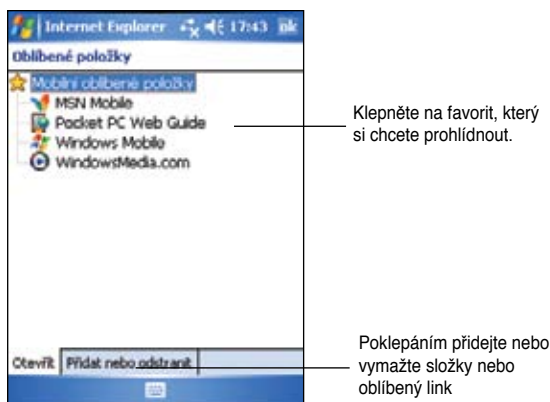 Internet Explorer 17:43 ok
Oblíbené položky
Mobilní oblíbené položky
MSN Mobile
Pocket PC Web Guide
Windows Mobile
WindowsMedia.com
Klepněte na favorit, který
si chcete prohlídnout.
Otevřít Přidat nebo odstranit
Poklepáním přidejte nebo
vymažte složky nebo
oblíbený link